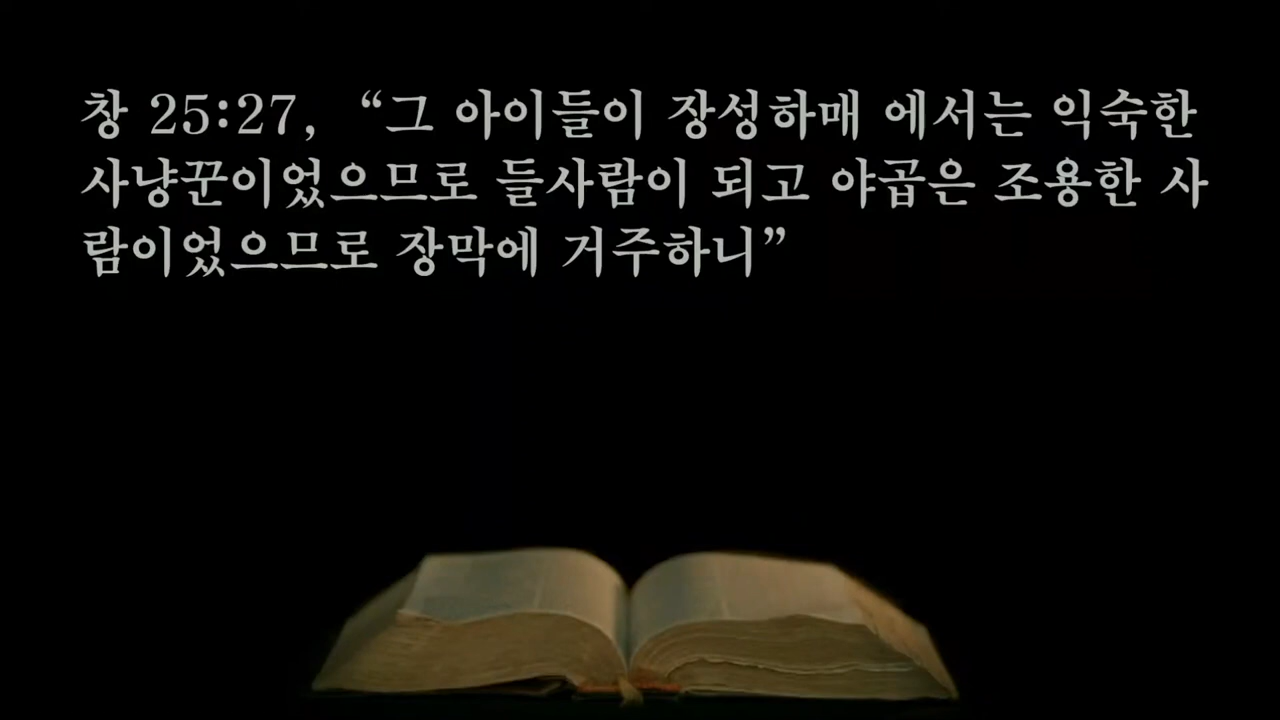 창 25:27, “그 아이들이 장성하매 에서는 익숙한
사냥꾼이었으므로 들사람이 되고 야곱은 조용한 사
람이었으므로 장막에 거주하니”